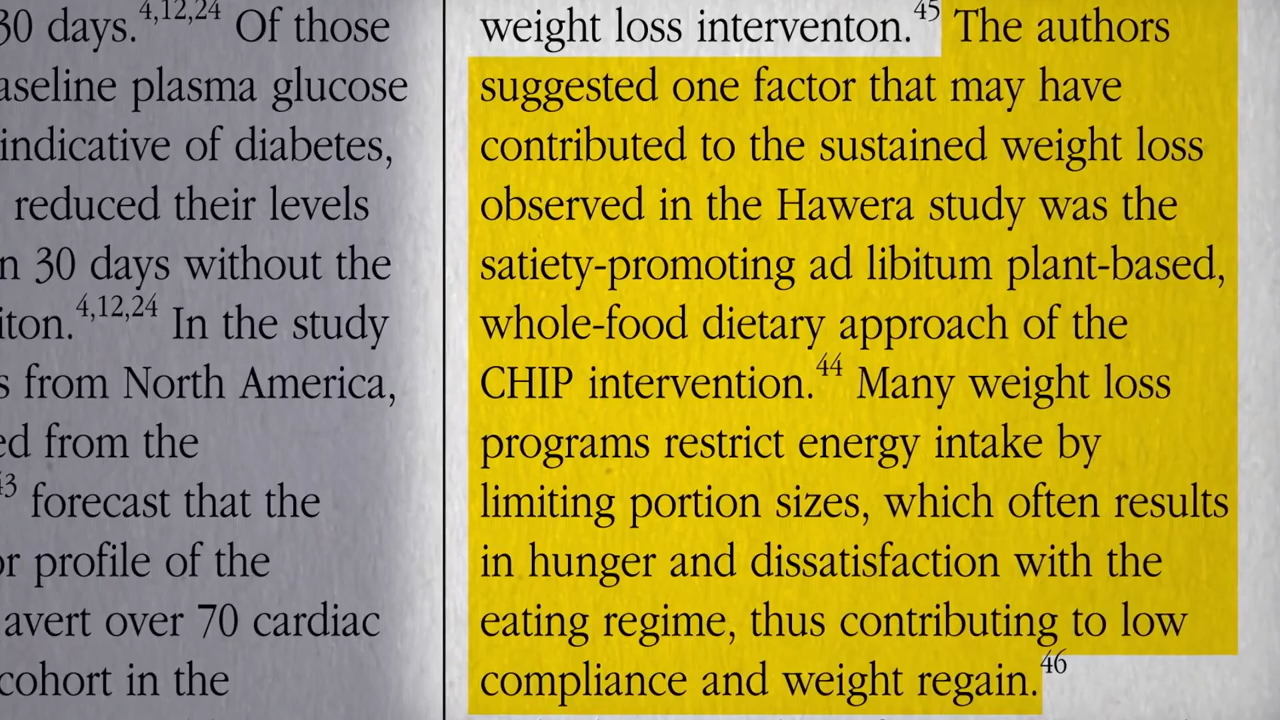 30 days.4,12,24 Of those
aseline plasma glucose
indicative of diabetes,
reduced their levels
n 30 days without the
iton.4,12,24 In the study
s from North America,
ed from the
43 forecast that the
or profile of the
avert over 70 cardiac
cohort in the
weight loss interventon.45 The authors
suggested one factor that may have
contributed to the sustained weight loss
observed in the Hawera study was the
satiety-promoting ad libitum plant-based,
whole-food dietary approach of the
CHIP intervention.44 Many weight loss
programs restrict energy intake by
limiting portion sizes, which often results
in hunger and dissatisfaction with the
eating regime, thus contributing to low
compliance and weight regain.46